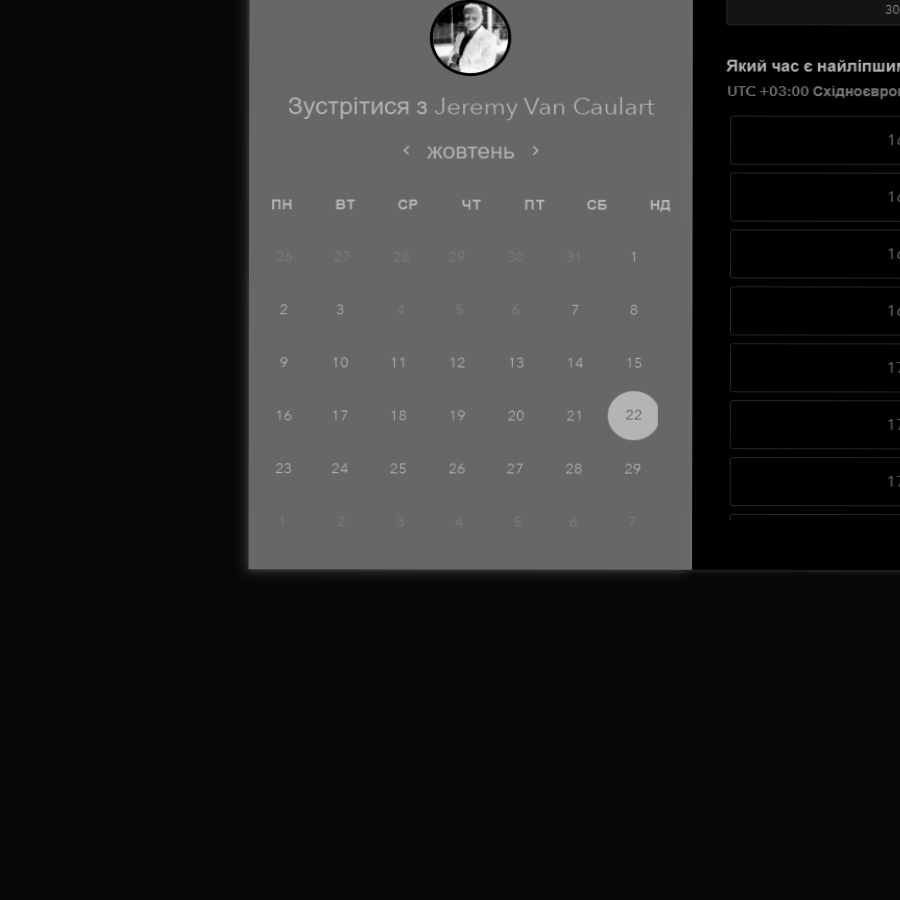 30
Зустрітися з Jeremy Van Caulart
жовтень
ПН ВТ СР ЧТ ПТ СБ НД
26 27 28 29 30 31 1
2 3 4 5 6 7 8
9 10 11 12 13 14 15
16 17 18 19 20 21 22
23 24 25 26 27 28 29
1 2 3 4 5 6 7
Який час є найліпшим
UTC +03:00
16
16
16
16
17
17
17